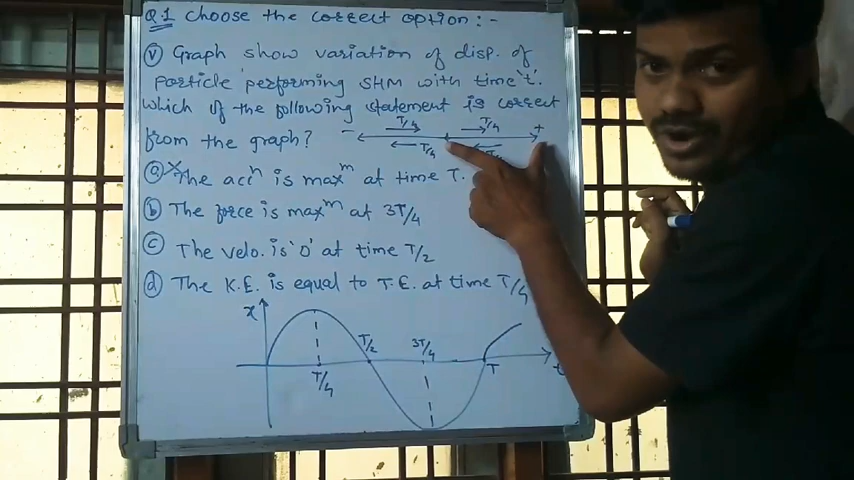 Q.1 Choose the correct option :-
(v) Graph show variation of disp. of
particle performing SHM with time 't'.
Which of the following statement is correct
from the graph?
- T/4 T/4 +
T/4
(a) The accⁿ is maxᵐ at time T.
(b) The force is maxᵐ at 3T/4
(c) The velo. is '0' at time T/2
(d) The K.E. is equal to T.E. at time T/4
x
T/2 3T/4
T/4 T t